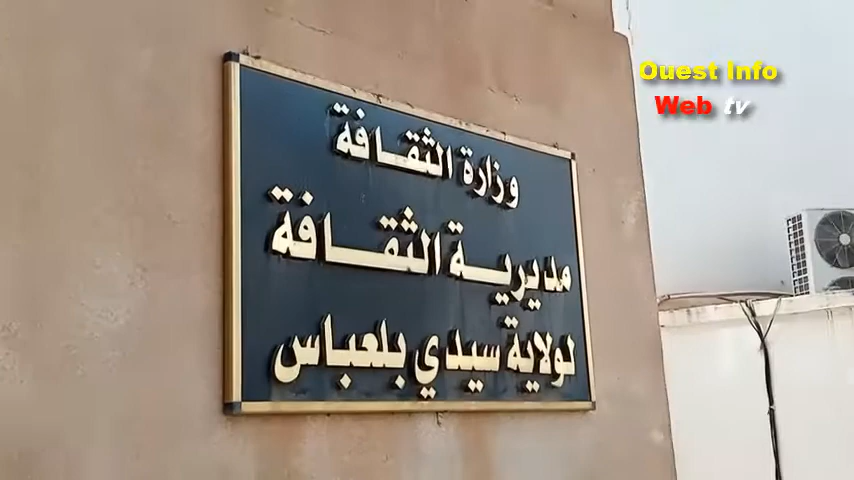 وزارة الثقافة
مديرية الثقافة
لولاية سيدي بلعباس
Ouest Info
Web tv